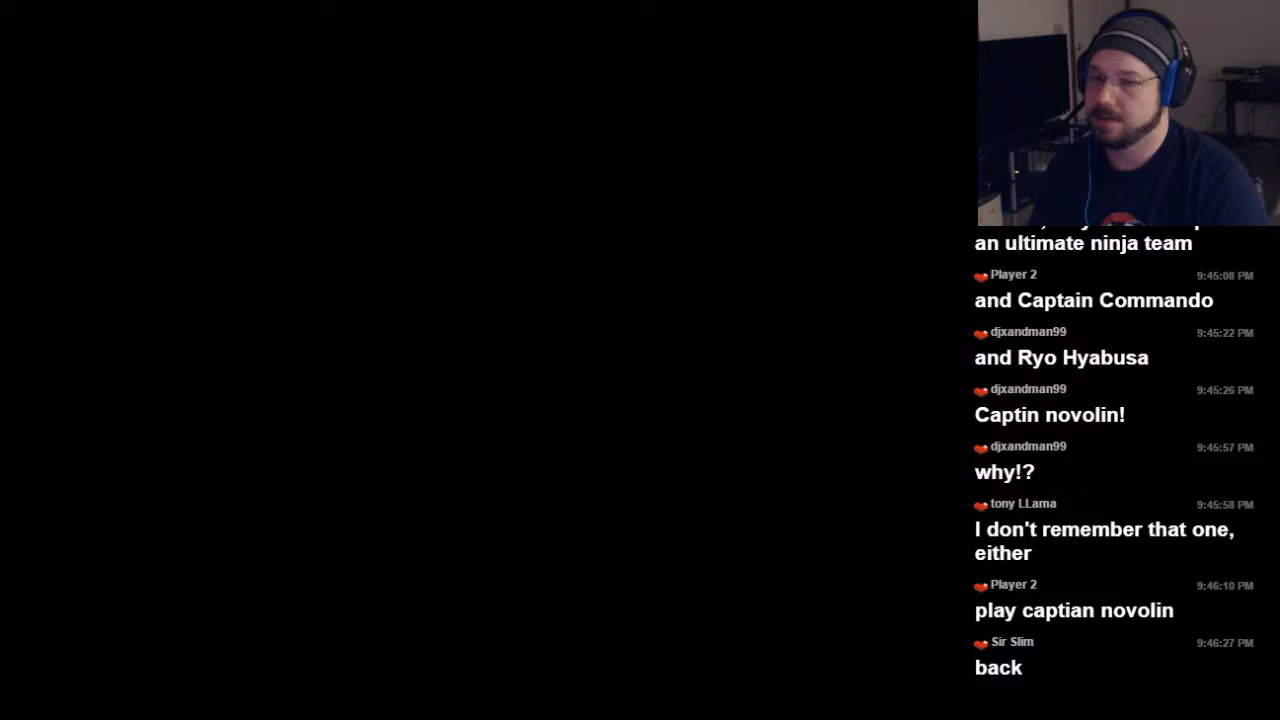 an ultimate ninja team
Player 2 9:45:08 PM
and Captain Commando
djxandman99 9:45:22 PM
and Ryo Hyabusa
djxandman99 9:45:26 PM
Captin novolin!
djxandman99 9:45:57 PM
why!?
tony LLama 9:45:58 PM
I don't remember that one,
either
Player 2 9:46:10 PM
play captian novolin
Sir Slim 9:46:27 PM
back